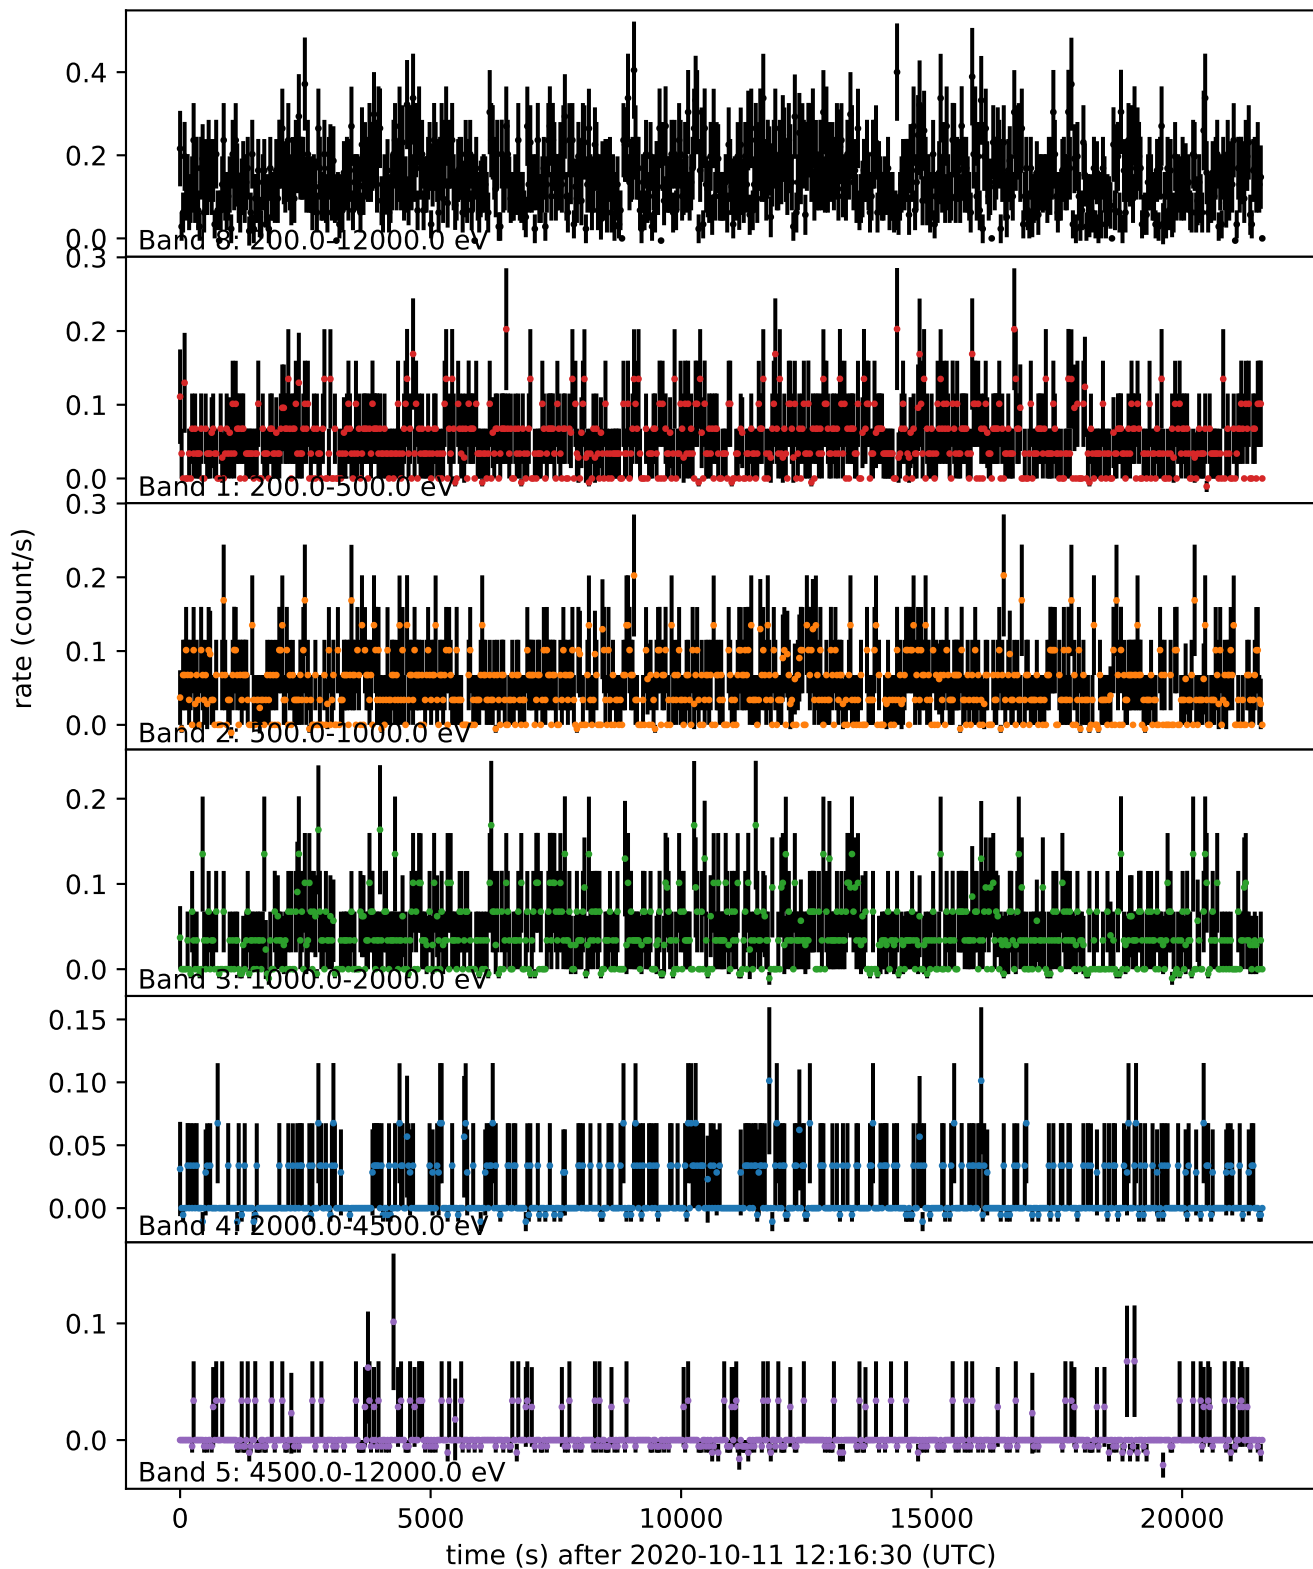 0.4
0.2
0.0
Band 8: 200.0-12000.0 eV
0.3
0.2
0.1
0.0
Band 1: 200.0-500.0 eV
0.3
0.2
0.1
0.0
Band 2: 500.0-1000.0 eV
rate (count/s)
0.2
0.1
0.0
Band 3: 1000.0-2000.0 eV
0.15
0.10
0.05
0.00
Band 4: 2000.0-4500.0 eV
0.1
0.0
Band 5: 4500.0-12000.0 eV
0 5000 10000 15000 20000
time (s) after 2020-10-11 12:16:30 (UTC)